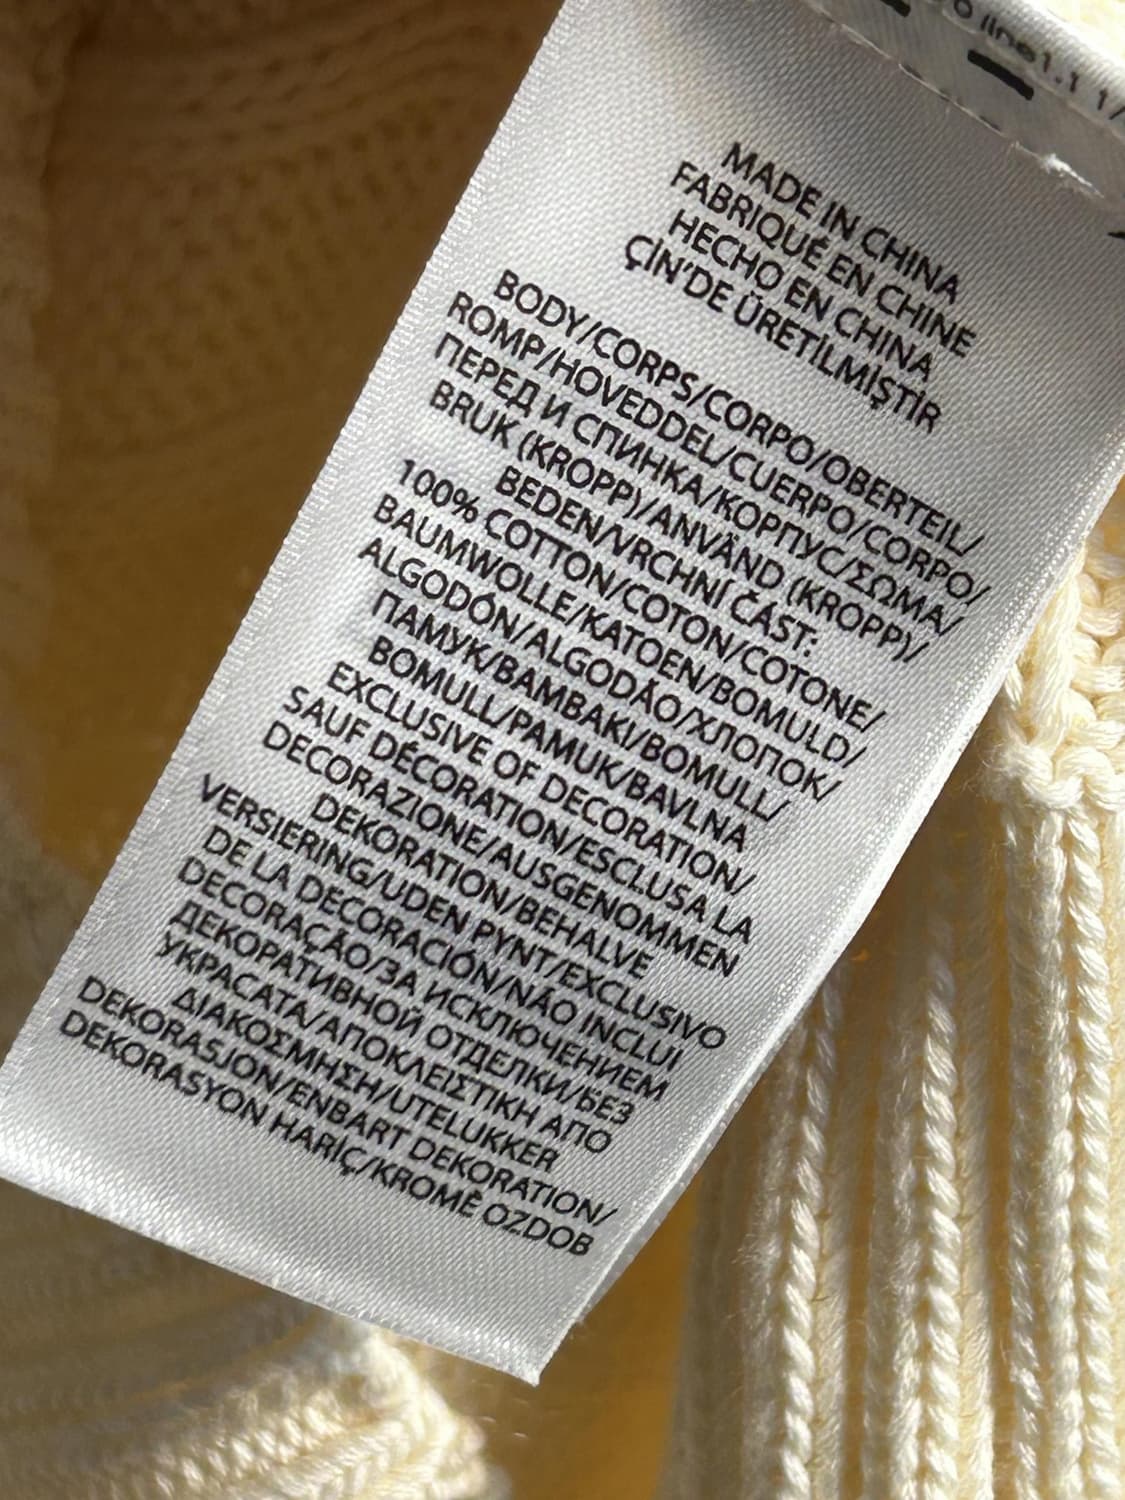 MADE IN CHINA
FABRIQUÉ EN CHINE
HECHO EN CHINA
ÇİN'DE ÜRETİLMİŞTİR
BODY/CORPS/CORPO/OBERTEIL/
ROMP/HOVEDDEL/CUERPO/CORPO/
ПЕРЕД И СПИНКА/КОРПУС/ΣΩΜΑ/
BRUK (KROPP)/ANVÄND (KROPP)/
BEDEN/VRCHNÍ ČÁST:
100% COTTON/COTON/COTONE/
BAUMWOLLE/KATOEN/BOMULD/
ALGODÓN/ALGODÃO/ХЛОПОК/
ПАМУК/BAMBAKI/BOMULL/
BOMULL/PAMUK/BAVLNA
EXCLUSIVE OF DECORATION/
SAUF DÉCORATION/ESCLUSA LA
DECORAZIONE/AUSGENOMMEN
DEKORATION/BEHALVE
VERSIERING/UDEN PYNT/EXCLUSIVO
DE LA DECORACIÓN/NÃO INCLUI
DECORAÇÃO/ЗА ИСКЛЮЧЕНИЕМ
ДЕКОРАТИВНОЙ ОТДЕЛКИ/БЕЗ
УКРАСАТА/ΑΠΟΚΛΕΙΣΤΙΚΗ ΑΠΟ
ΔΙΑΚΟΣΜΗΣΗ/UTELUKKER
DEKORASJON/ENBART DEKORATION/
DEKORASYON HARİÇ/KROMĚ OZDOB